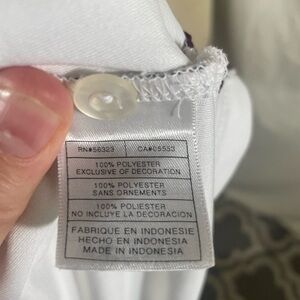 RN#56323 CA#05553
100% POLYESTER
EXCLUSIVE OF DECORATION
100% POLYESTER
SANS ORNEMENTS
100% POLIESTER
NO INCLUYE LA DECORACION
FABRIQUE EN INDONESIE
HECHO EN INDONESIA
MADE IN INDONESIA